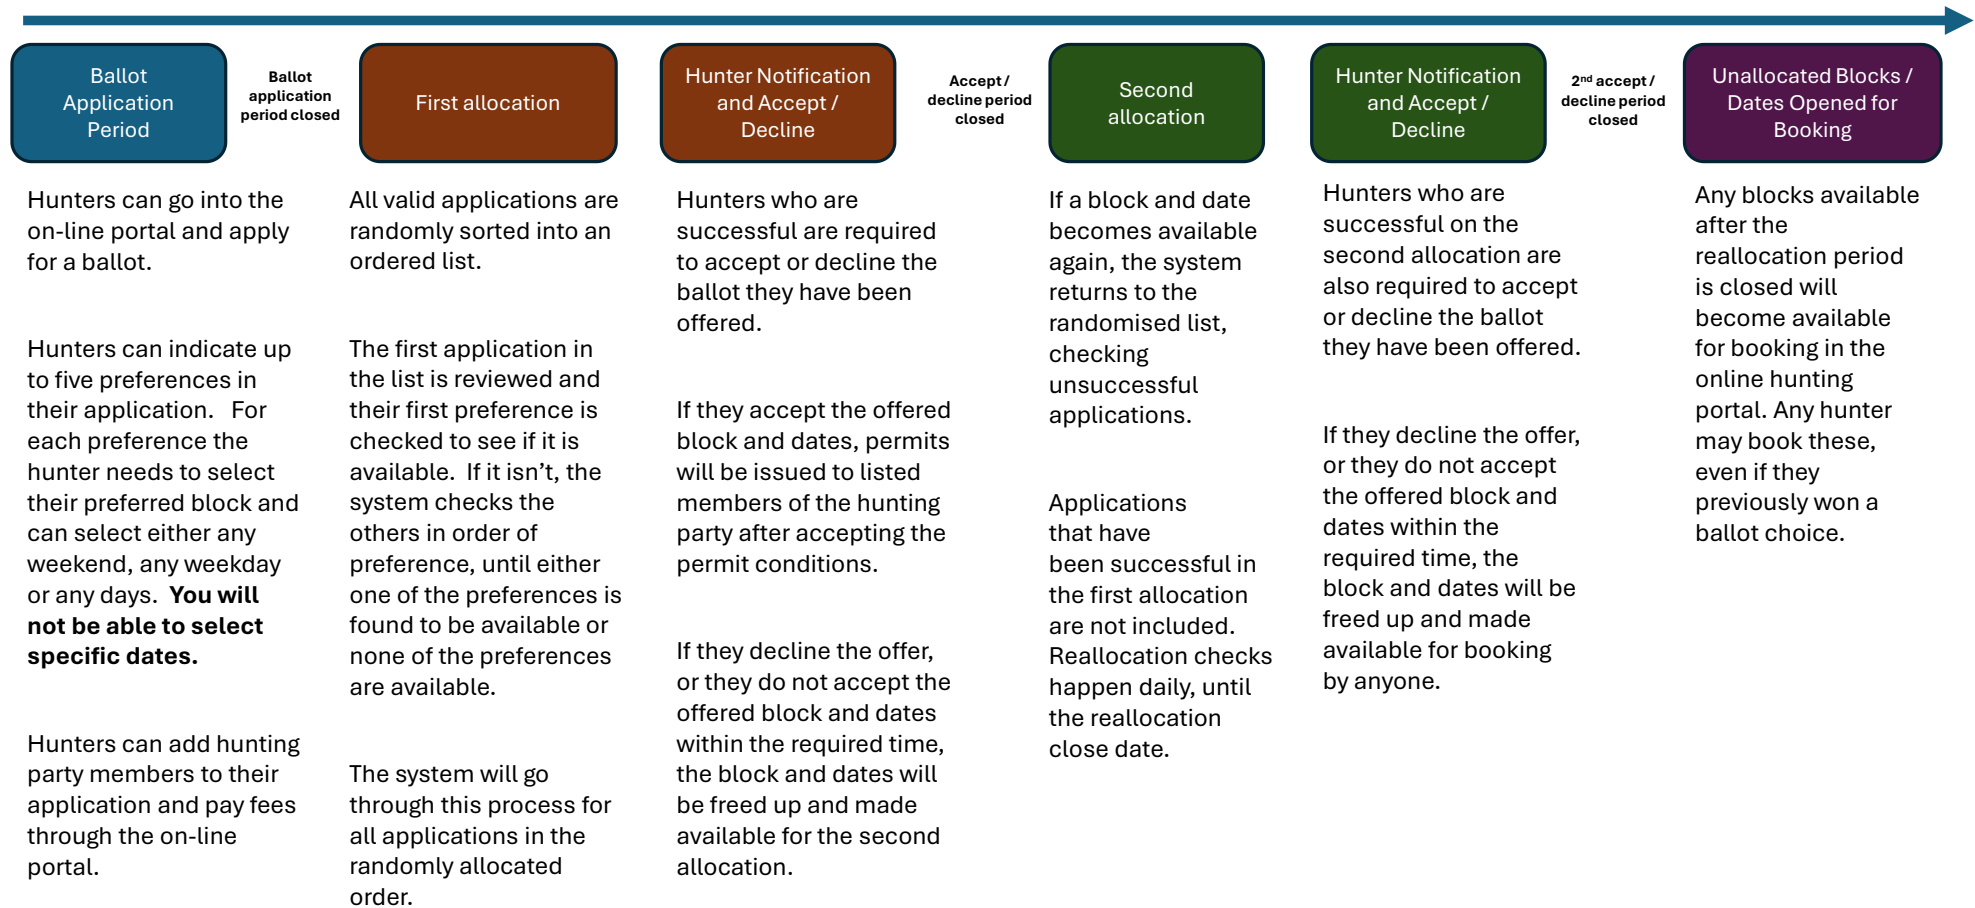 Ballot
Application
Period
Ballot
application
period closed
First allocation
Hunter Notification
and Accept /
Decline
Accept /
decline period
closed
Second
allocation
Hunter Notification
and Accept /
Decline
2nd accept /
decline period
closed
Unallocated Blocks /
Dates Opened for
Booking
Hunters can go into the
on-line portal and apply
for a ballot.
Hunters can indicate up
to five preferences in
their application.   For
each preference the
hunter needs to select
their preferred block and
can select either any
weekend, any weekday
or any days.  You will
not be able to select
specific dates.
Hunters can add hunting
party members to their
application and pay fees
through the on-line
portal.
All valid applications are
randomly sorted into an
ordered list.
The first application in
the list is reviewed and
their first preference is
checked to see if it is
available.  If it isn’t, the
system checks the
others in order of
preference, until either
one of the preferences is
found to be available or
none of the preferences
are available.
The system will go
through this process for
all applications in the
randomly allocated
order.
Hunters who are
successful are required
to accept or decline the
ballot they have been
offered.
If they accept the offered
block and dates, permits
will be issued to listed
members of the hunting
party after accepting the
permit conditions.
If they decline the offer,
or they do not accept the
offered block and dates
within the required time,
the block and dates will
be freed up and made
available for the second
allocation.
If a block and date
becomes available
again, the system
returns to the
randomised list,
checking
unsuccessful
applications.
Applications
that have
been successful in
the first allocation
are not included.
Reallocation checks
happen daily, until
the reallocation
close date.
Hunters who are
successful on the
second allocation are
also required to accept
or decline the ballot
they have been offered.
If they decline the offer,
or they do not accept
the offered block and
dates within the
required time, the
block and dates will be
freed up and made
available for booking
by anyone.
Any blocks available
after the
reallocation period
is closed will
become available
for booking in the
online hunting
portal. Any hunter
may book these,
even if they
previously won a
ballot choice.